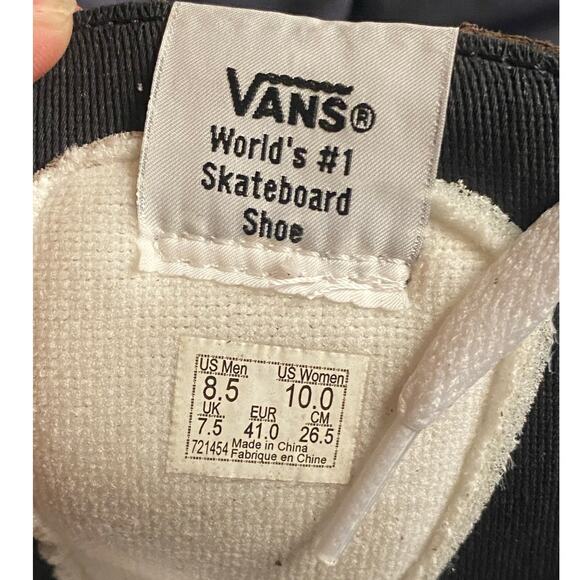 VANS®
World's #1
Skateboard
Shoe
US Men US Women
8.5 10.0
UK EUR CM
7.5 41.0 26.5
721454 Made in China
Fabrique en Chine